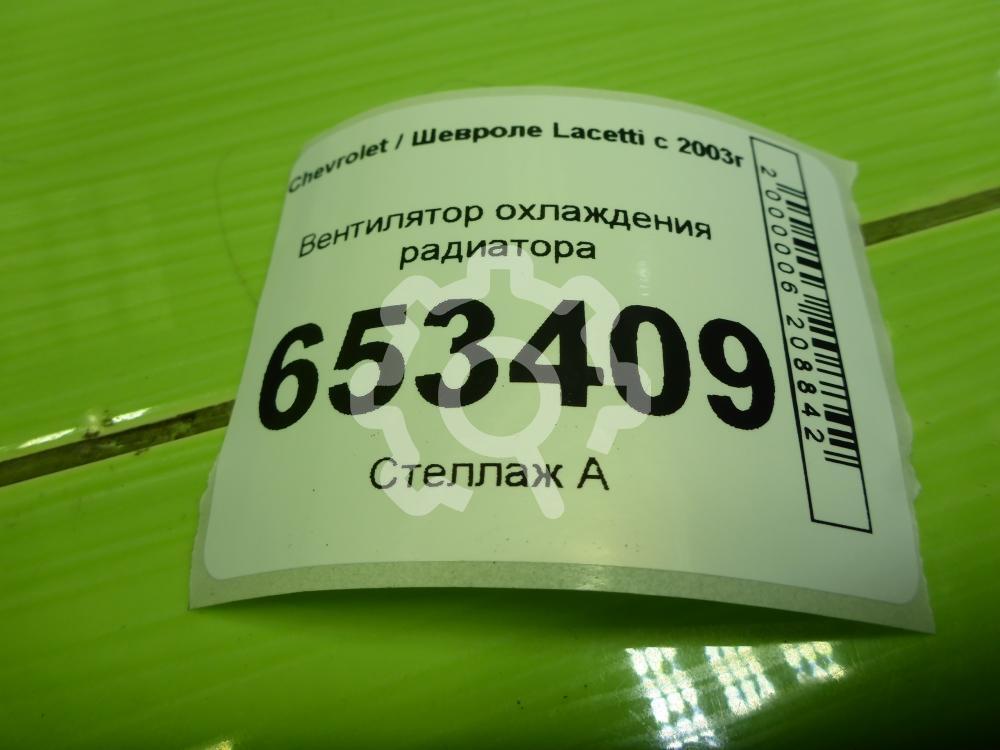 Chevrolet / Шевроле Lacetti с 2003г
Вентилятор охлаждения
радиатора
653409
Стеллаж А
2000006208842